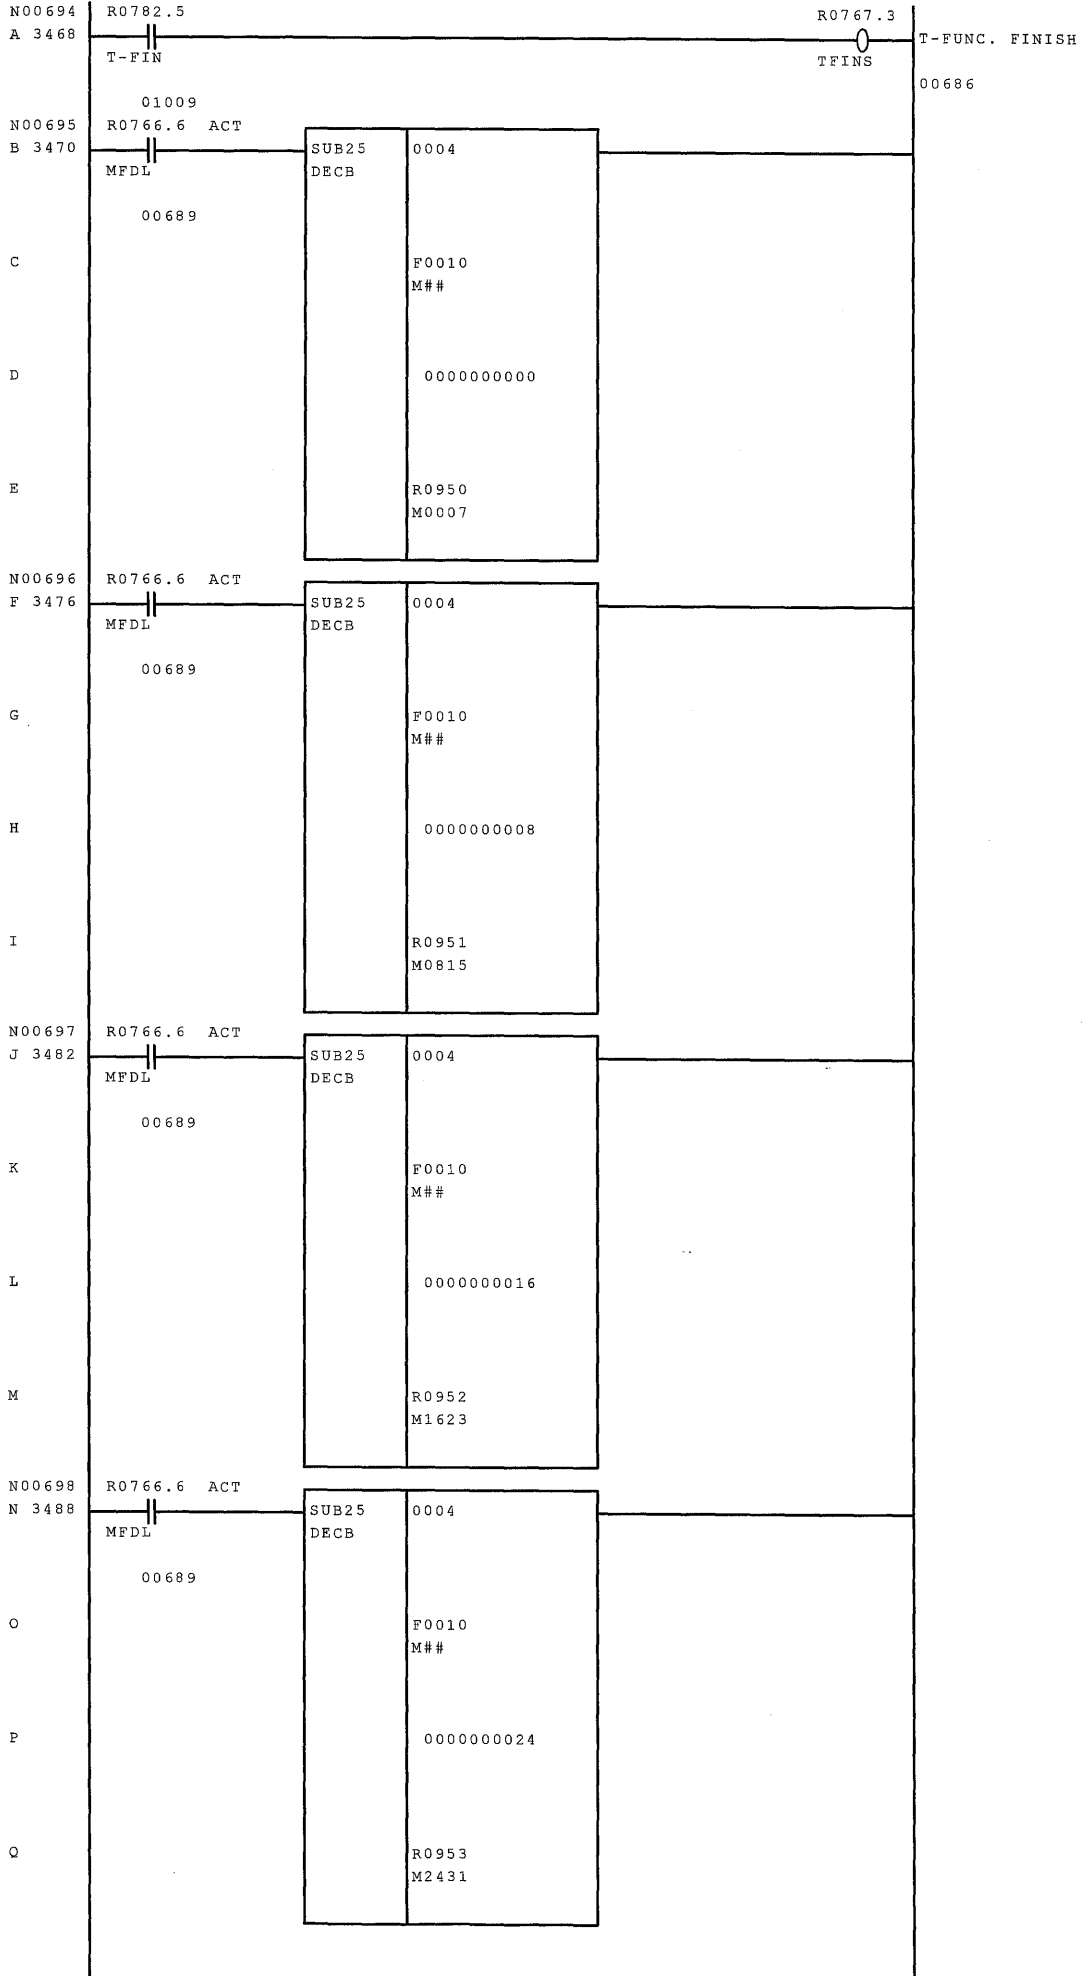 N00694 R0782.5 R0767.3
A 3468 T-FUNC. FINISH
T-FIN TFINS
00686
01009
N00695 R0766.6 ACT
B 3470 SUB25 0004
MFDL DECB
00689
C F0010
M##
D 0000000000
E R0950
M0007
N00696 R0766.6 ACT
F 3476 SUB25 0004
MFDL DECB
00689
G F0010
M##
H 0000000008
I R0951
M0815
N00697 R0766.6 ACT
J 3482 SUB25 0004
MFDL DECB
00689
K F0010
M##
L 0000000016
M R0952
M1623
N00698 R0766.6 ACT
N 3488 SUB25 0004
MFDL DECB
00689
O F0010
M##
P 0000000024
Q R0953
M2431